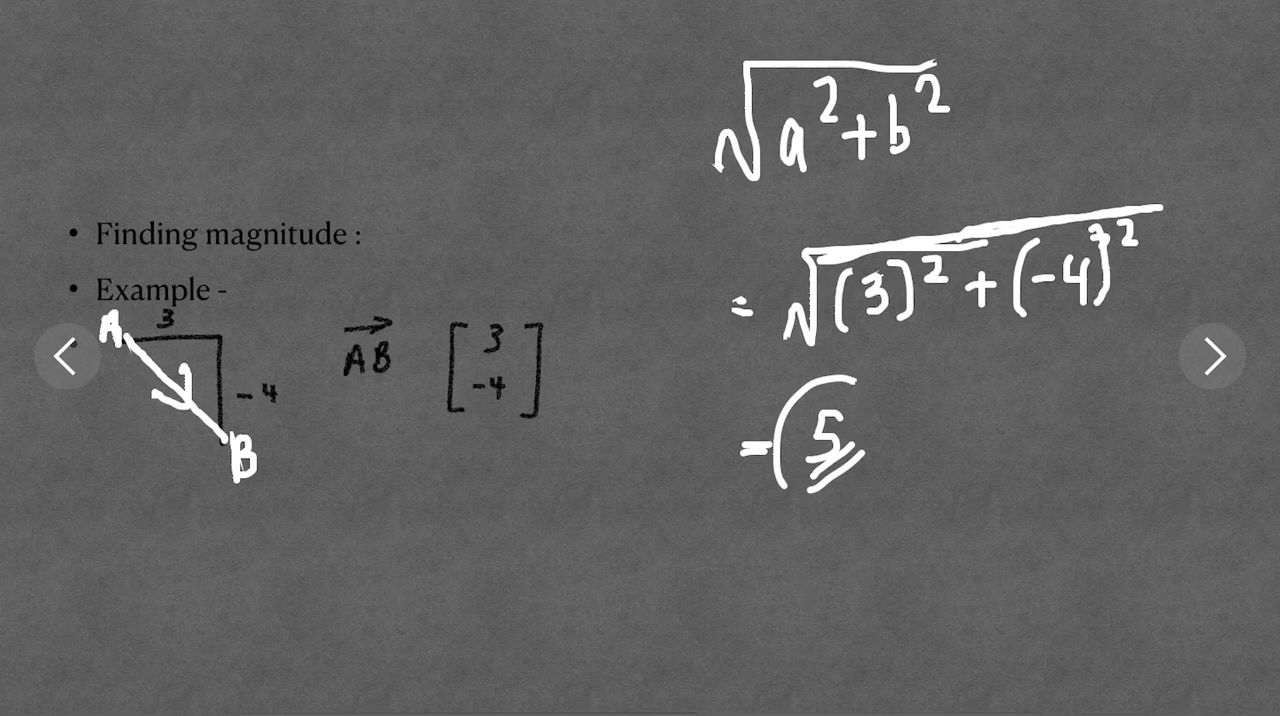 √a²+b²
• Finding magnitude :
= √(3)²+(-4)²
• Example -
A 3
-4
B
→
AB
[3
-4]
= 5